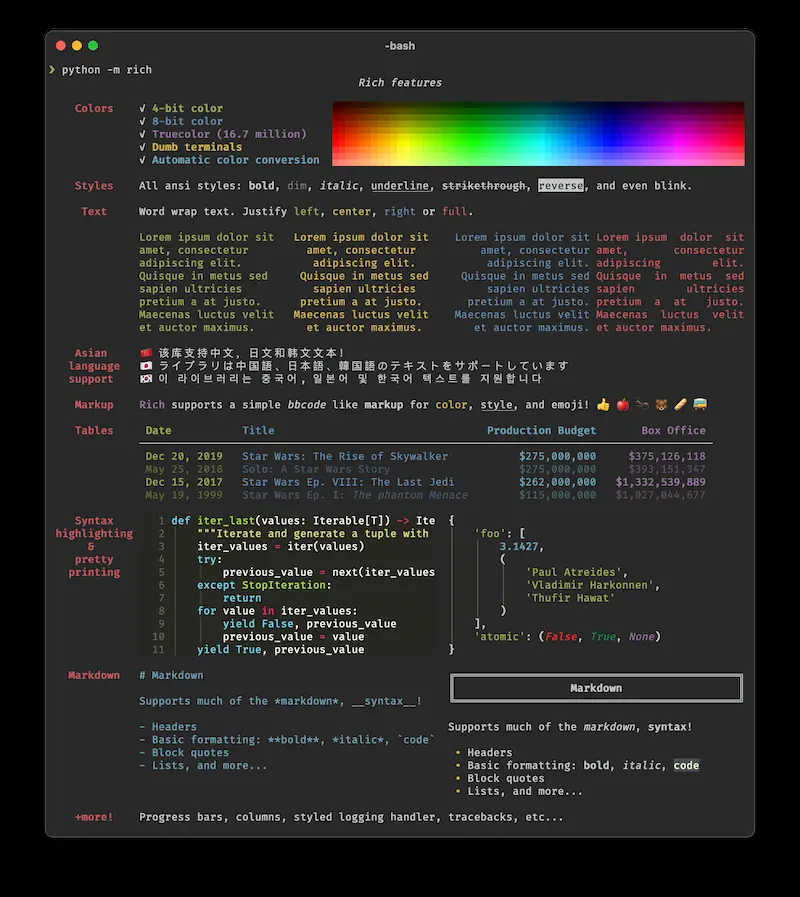 -bash
❯ python -m rich
Rich features
Colors ✓ 4-bit color
✓ 8-bit color
✓ Truecolor (16.7 million)
✓ Dumb terminals
✓ Automatic color conversion
Styles All ansi styles: bold, dim, italic, underline, strikethrough, reverse, and even blink.
Text Word wrap text. Justify left, center, right or full.
Lorem ipsum dolor sit
amet, consectetur
adipiscing elit.
Quisque in metus sed
sapien ultricies
pretium a at justo.
Maecenas luctus velit
et auctor maximus.
Lorem ipsum dolor sit
amet, consectetur
adipiscing elit.
Quisque in metus sed
sapien ultricies
pretium a at justo.
Maecenas luctus velit
et auctor maximus.
Lorem ipsum dolor sit
amet, consectetur
adipiscing elit.
Quisque in metus sed
sapien ultricies
pretium a at justo.
Maecenas luctus velit
et auctor maximus.
Lorem ipsum dolor sit
amet, consectetur
adipiscing elit.
Quisque in metus sed
sapien ultricies
pretium a at justo.
Maecenas luctus velit
et auctor maximus.
Asian
language
support
🇨🇳 该库支持中文，日文和韩文文本！
🇯🇵 ライブラリは中国語、日本語、韓国語のテキストをサポートしています
🇰🇷 이 라이브러리는 중국어, 일본어 및 한국어 텍스트를 지원합니다
Markup Rich supports a simple bbcode like markup for color, style, and emoji! 👍 🍎 🐜 🐻 🥖 🚌
Tables Date Title Production Budget Box Office
Dec 20, 2019 Star Wars: The Rise of Skywalker $275,000,000 $375,126,118
May 25, 2018 Solo: A Star Wars Story $275,000,000 $393,151,347
Dec 15, 2017 Star Wars Ep. VIII: The Last Jedi $262,000,000 $1,332,539,889
May 19, 1999 Star Wars Ep. I: The phantom Menace $115,000,000 $1,027,044,677
Syntax
highlighting
&
pretty
printing
1 def iter_last(values: Iterable[T]) -> Ite
2 """Iterate and generate a tuple with
3 iter_values = iter(values)
4 try:
5 previous_value = next(iter_values
6 except StopIteration:
7 return
8 for value in iter_values:
9 yield False, previous_value
10 previous_value = value
11 yield True, previous_value
{
'foo': [
3.1427,
(
'Paul Atreides',
'Vladimir Harkonnen',
'Thufir Hawat'
)
],
'atomic': (False, True, None)
}
Markdown # Markdown
Supports much of the *markdown*, __syntax__!
- Headers
- Basic formatting: **bold**, *italic*, `code`
- Block quotes
- Lists, and more...
Markdown
Supports much of the markdown, syntax!
• Headers
• Basic formatting: bold, italic, code
• Block quotes
• Lists, and more...
+more! Progress bars, columns, styled logging handler, tracebacks, etc...